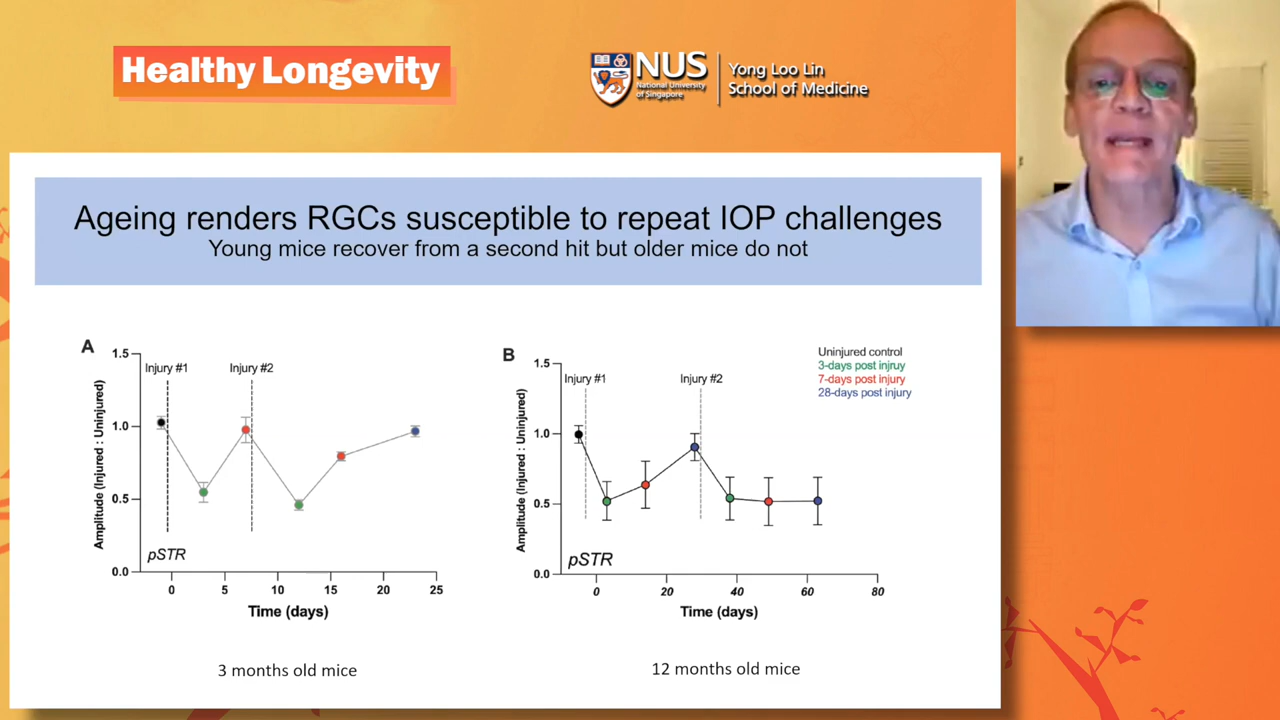 Healthy Longevity
NUS
National University
of Singapore
Yong Loo Lin
School of Medicine
Ageing renders RGCs susceptible to repeat IOP challenges
Young mice recover from a second hit but older mice do not
A
Injury #1
Injury #2
Amplitude (Injured : Uninjured)
1.5
1.0
0.5
0.0
pSTR
0 5 10 15 20 25
Time (days)
3 months old mice
B
Injury #1
Injury #2
Uninjured control
3-days post injruy
7-days post injury
28-days post injury
Amplitude (Injured : Uninjured)
1.5
1.0
0.5
0.0
pSTR
0 20 40 60 80
Time (days)
12 months old mice